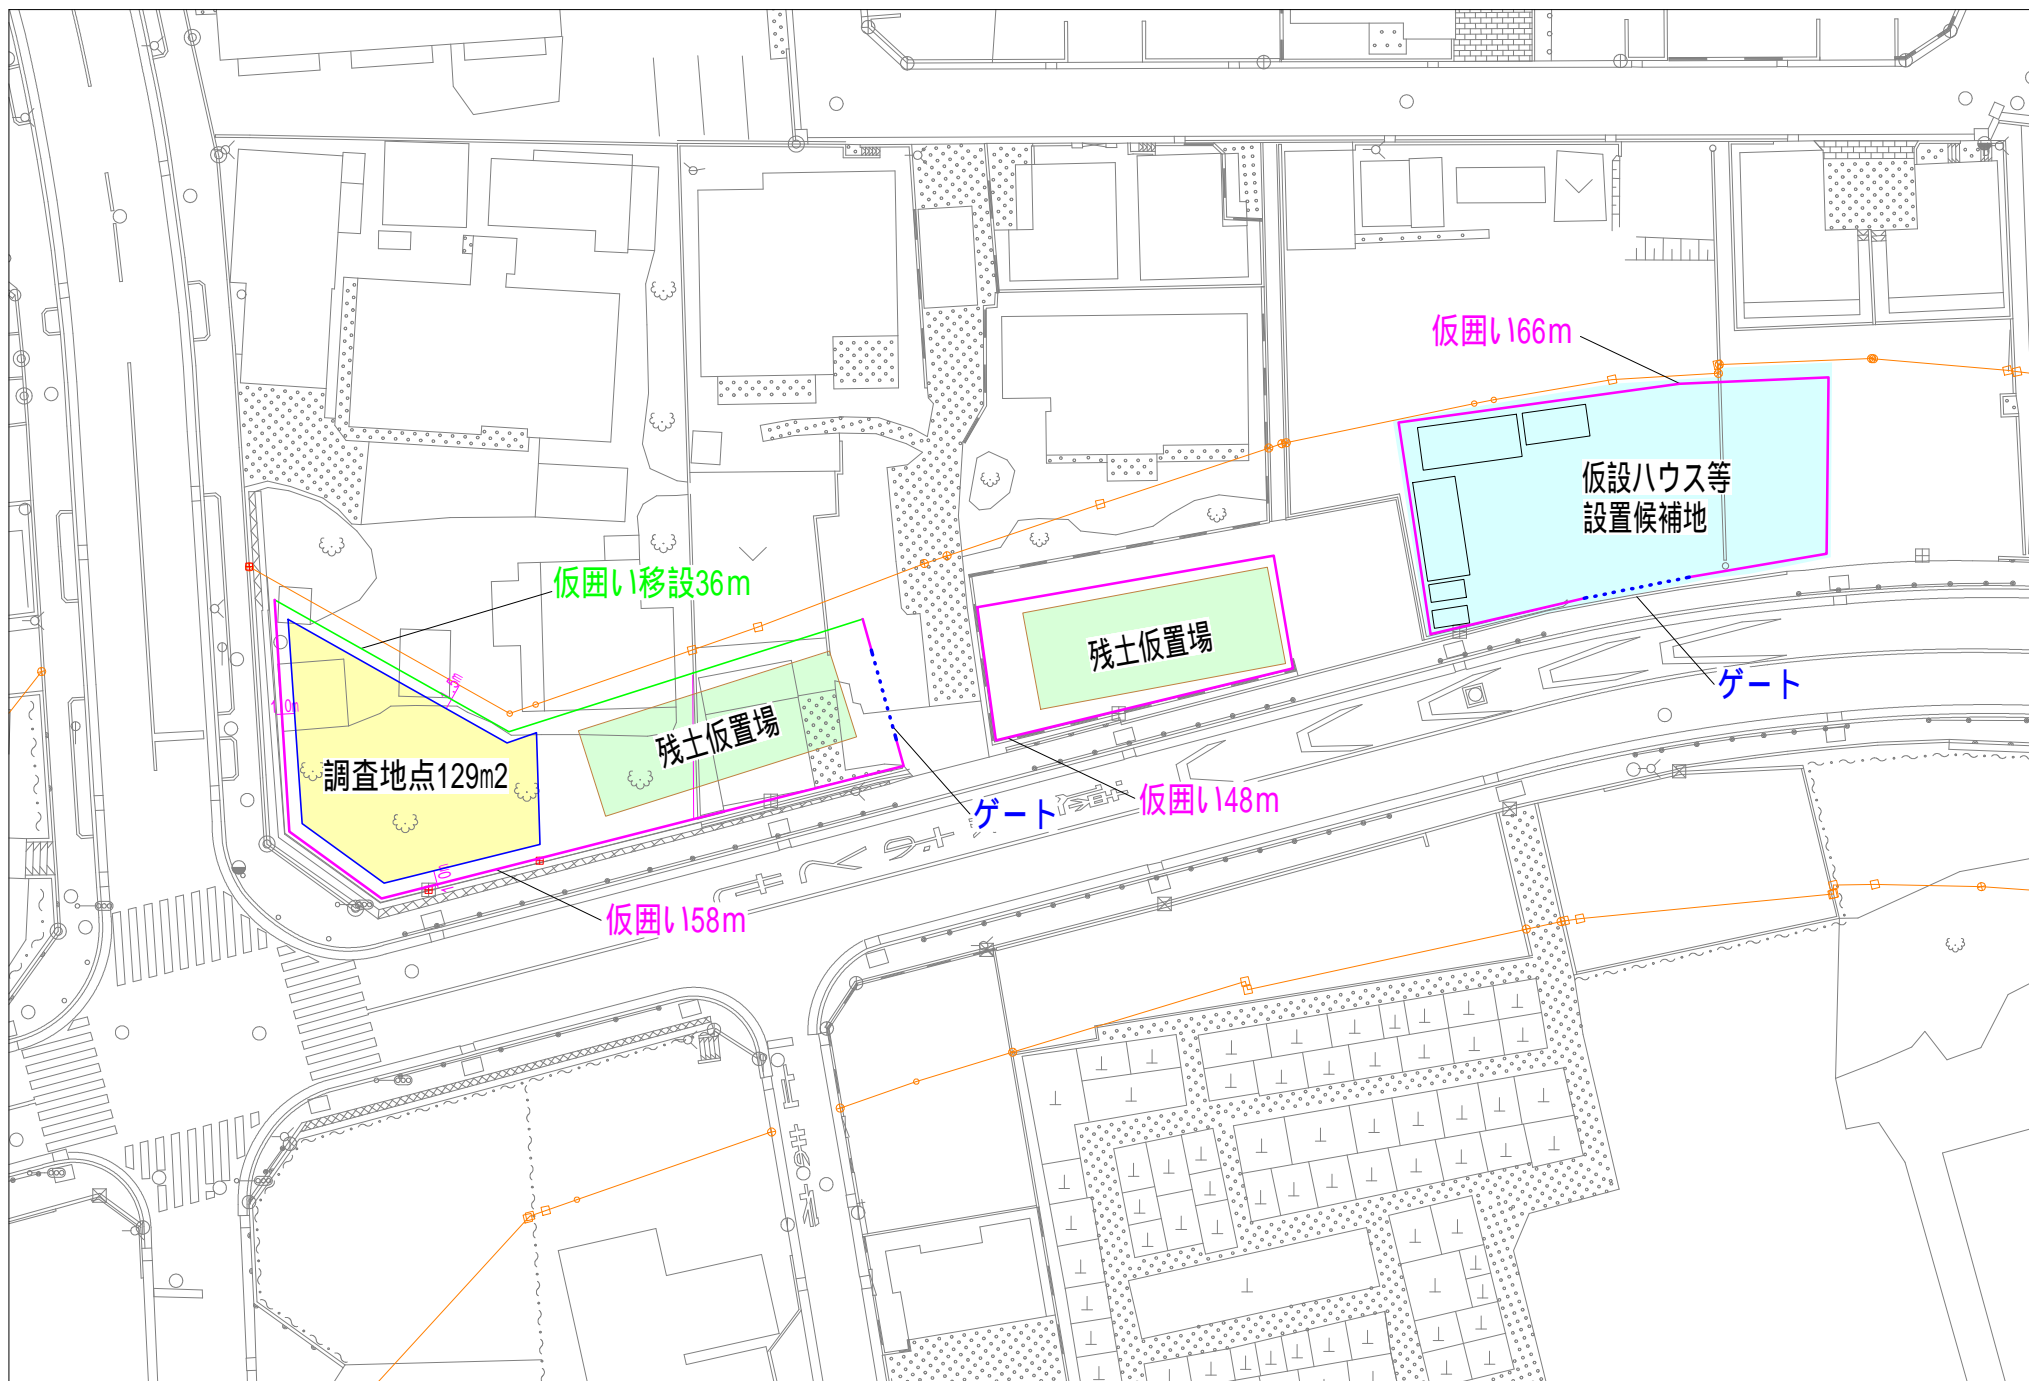 仮囲い66m
仮設ハウス等
設置候補地
仮囲い移設36m
残土仮置場
ゲート
残土仮置場
調査地点129m2
仮囲い48m
ゲート
仮囲い58m